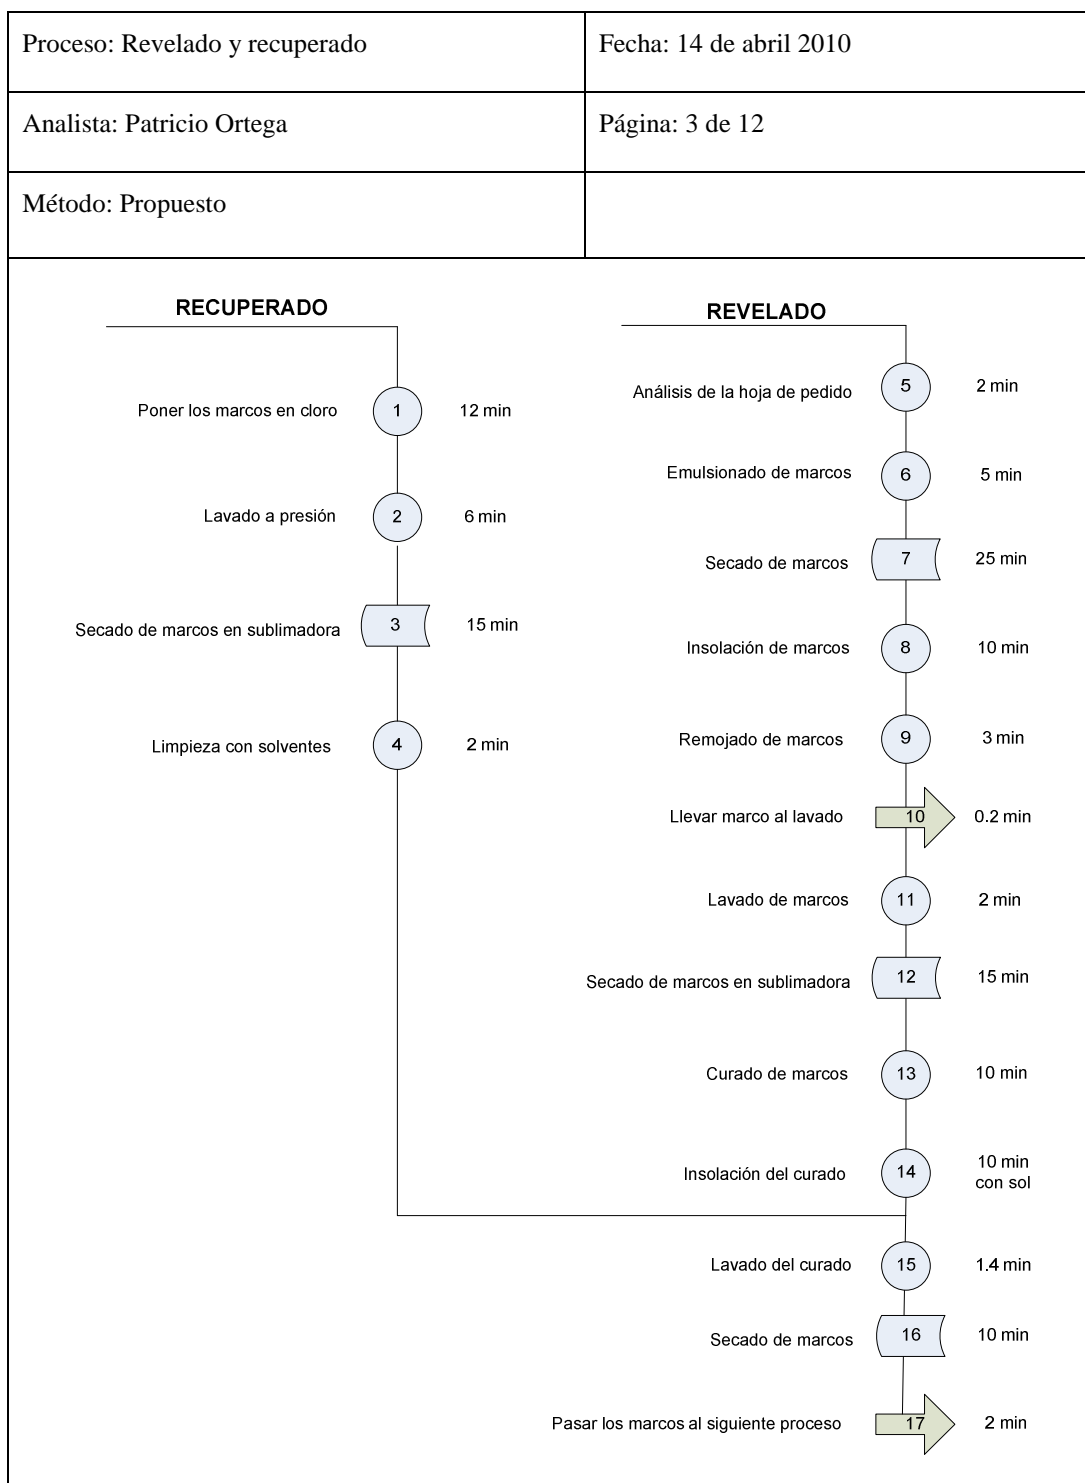 Proceso: Revelado y recuperado
Fecha: 14 de abril 2010
Analista: Patricio Ortega
Página: 3 de 12
Método: Propuesto
RECUPERADO
Poner los marcos en cloro 1 12 min
Lavado a presión 2 6 min
Secado de marcos en sublimadora 3 15 min
Limpieza con solventes 4 2 min
REVELADO
Análisis de la hoja de pedido 5 2 min
Emulsionado de marcos 6 5 min
Secado de marcos 7 25 min
Insolación de marcos 8 10 min
Remojado de marcos 9 3 min
Llevar marco al lavado 10 0.2 min
Lavado de marcos 11 2 min
Secado de marcos en sublimadora 12 15 min
Curado de marcos 13 10 min
Insolación del curado 14 10 min
con sol
Lavado del curado 15 1.4 min
Secado de marcos 16 10 min
Pasar los marcos al siguiente proceso 17 2 min